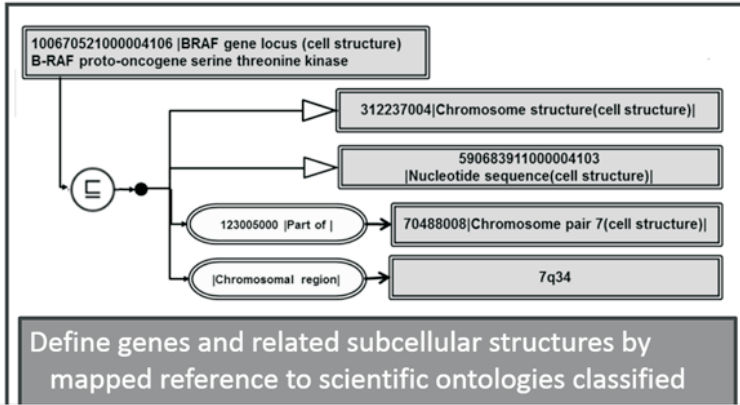 100670521000004106 |BRAF gene locus (cell structure)
B-RAF proto-oncogene serine threonine kinase
312237004|Chromosome structure(cell structure)|
590683911000004103
|Nucleotide sequence(cell structure)|
⊑
123005000 |Part of |
70488008|Chromosome pair 7(cell structure)|
|Chromosomal region|
7q34
Define genes and related subcellular structures by
mapped reference to scientific ontologies classified